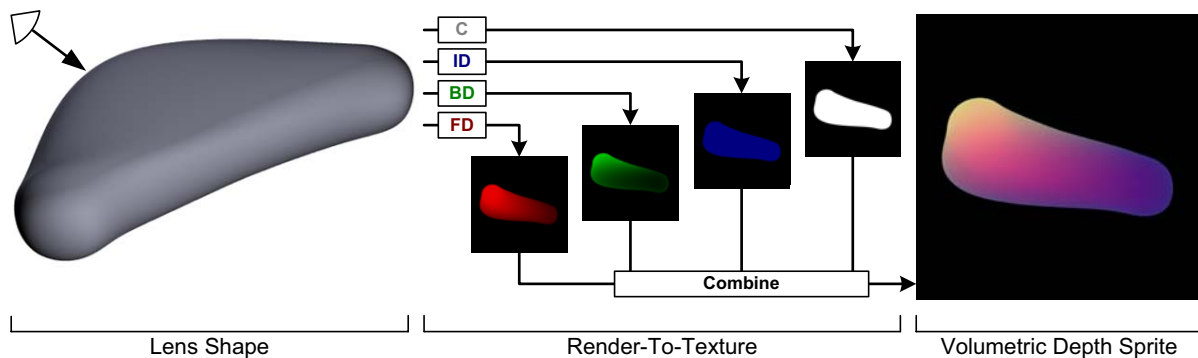 C
ID
BD
FD
Combine
Lens Shape
Render-To-Texture
Volumetric Depth Sprite